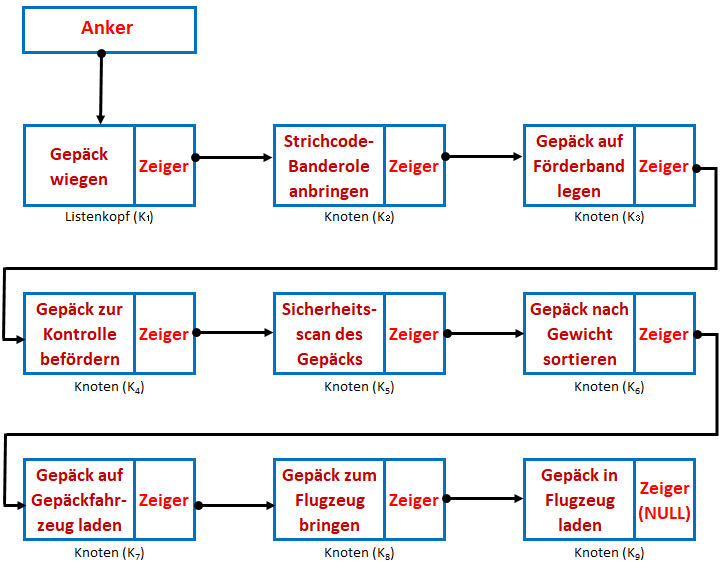 Anker
Gepäck
wiegen
Zeiger
Listenkopf (K₁)
Strichcode-
Banderole
anbringen
Zeiger
Knoten (K₂)
Gepäck auf
Förderband
legen
Zeiger
Knoten (K₃)
Gepäck zur
Kontrolle
befördern
Zeiger
Knoten (K₄)
Sicherheits-
scan des
Gepäcks
Zeiger
Knoten (K₅)
Gepäck nach
Gewicht
sortieren
Zeiger
Knoten (K₆)
Gepäck auf
Gepäckfahr-
zeug laden
Zeiger
Knoten (K₇)
Gepäck zum
Flugzeug
bringen
Zeiger
Knoten (K₈)
Gepäck in
Flugzeug
laden
Zeiger
(NULL)
Knoten (K₉)